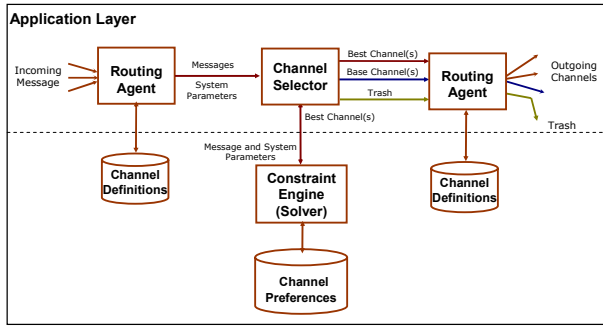 Application Layer
Incoming
Message
Routing
Agent
Messages
System
Parameters
Channel
Selector
Best Channel(s)
Base Channel(s)
Trash
Routing
Agent
Outgoing
Channels
Trash
Best Channel(s)
Message and System
Parameters
Channel
Definitions
Constraint
Engine
(Solver)
Channel
Definitions
Channel
Preferences